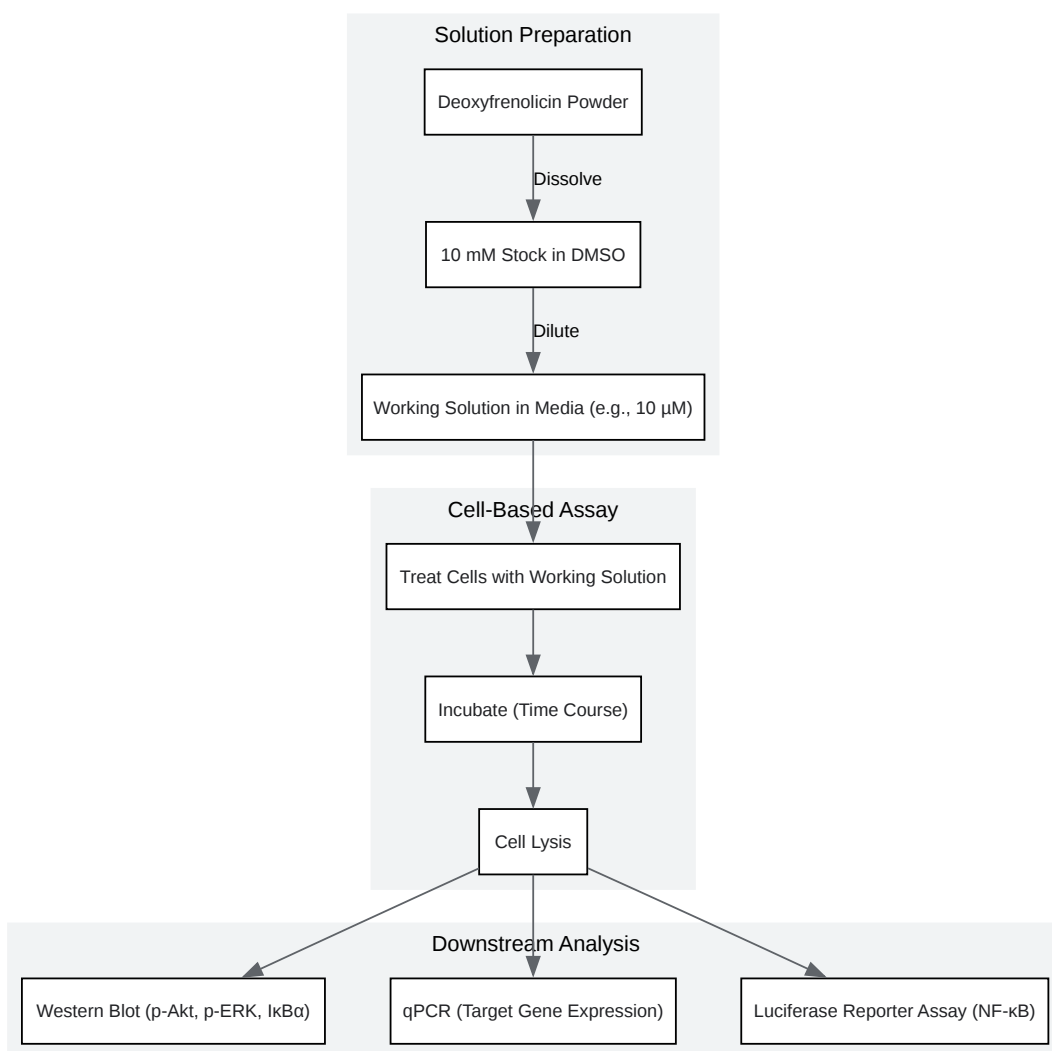 Solution Preparation
Deoxyfrenolicin Powder
Dissolve
10 mM Stock in DMSO
Dilute
Working Solution in Media (e.g., 10 µM)
Cell-Based Assay
Treat Cells with Working Solution
Incubate (Time Course)
Cell Lysis
Downstream Analysis
Western Blot (p-Akt, p-ERK, IκBα)
qPCR (Target Gene Expression)
Luciferase Reporter Assay (NF-κB)